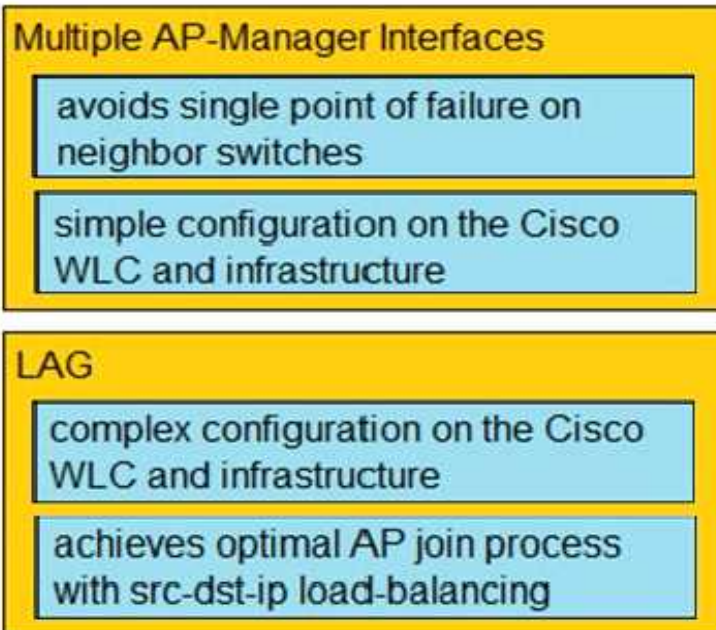 Multiple AP-Manager Interfaces
avoids single point of failure on
neighbor switches
simple configuration on the Cisco
WLC and infrastructure
LAG
complex configuration on the Cisco
WLC and infrastructure
achieves optimal AP join process
with src-dst-ip load-balancing